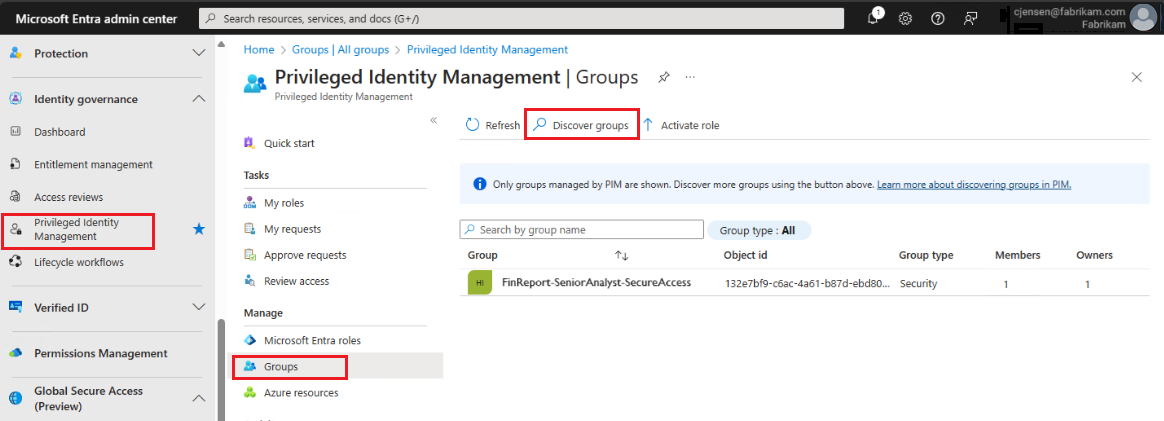 Microsoft Entra admin center
Search resources, services, and docs (G+/)
1
cjensen@fabrikam.com
Fabrikam
Protection
Identity governance
Dashboard
Entitlement management
Access reviews
Privileged Identity
Management
Lifecycle workflows
Verified ID
Permissions Management
Global Secure Access
(Preview)
Home > Groups | All groups > Privileged Identity Management
Privileged Identity Management | Groups
...
Privileged Identity Management
Quick start
Tasks
My roles
My requests
Approve requests
Review access
Manage
Microsoft Entra roles
Groups
Azure resources
Refresh
Discover groups
Activate role
Only groups managed by PIM are shown. Discover more groups using the button above. Learn more about discovering groups in PIM.
Search by group name
Group type : All
Group Object id Group type Members Owners
HI FinReport-SeniorAnalyst-SecureAccess 132e7bf9-c6ac-4a61-b87d-ebd80... Security 1 1